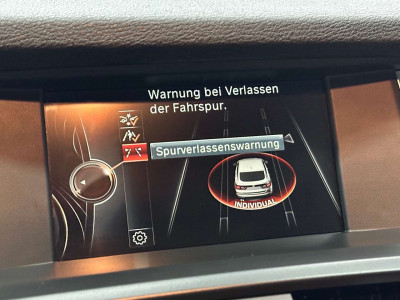 Warnung bei Verlassen
der Fahrspur.
Spurverlassenswarnung
INDIVIDUAL